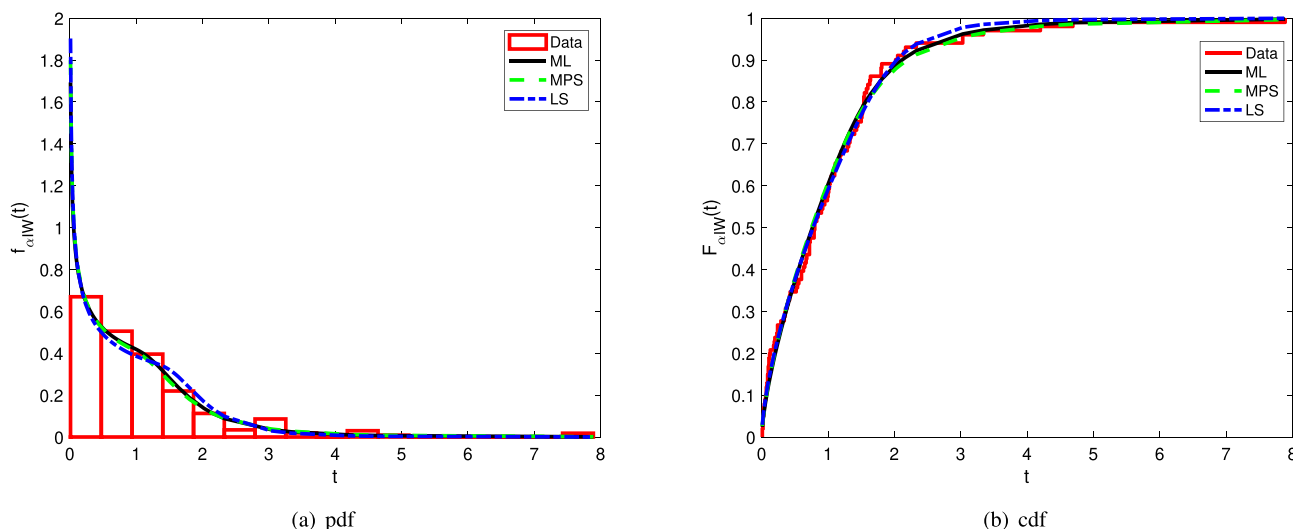 2
1.8
1.6
1.4
1.2
1
0.8
0.6
0.4
0.2
0
f_αIW(t)
Data
ML
MPS
LS
0 1 2 3 4 5 6 7 8
t
(a) pdf
1
0.9
0.8
0.7
0.6
0.5
0.4
0.3
0.2
0.1
0
F_αIW(t)
Data
ML
MPS
LS
0 1 2 3 4 5 6 7 8
t
(b) cdf